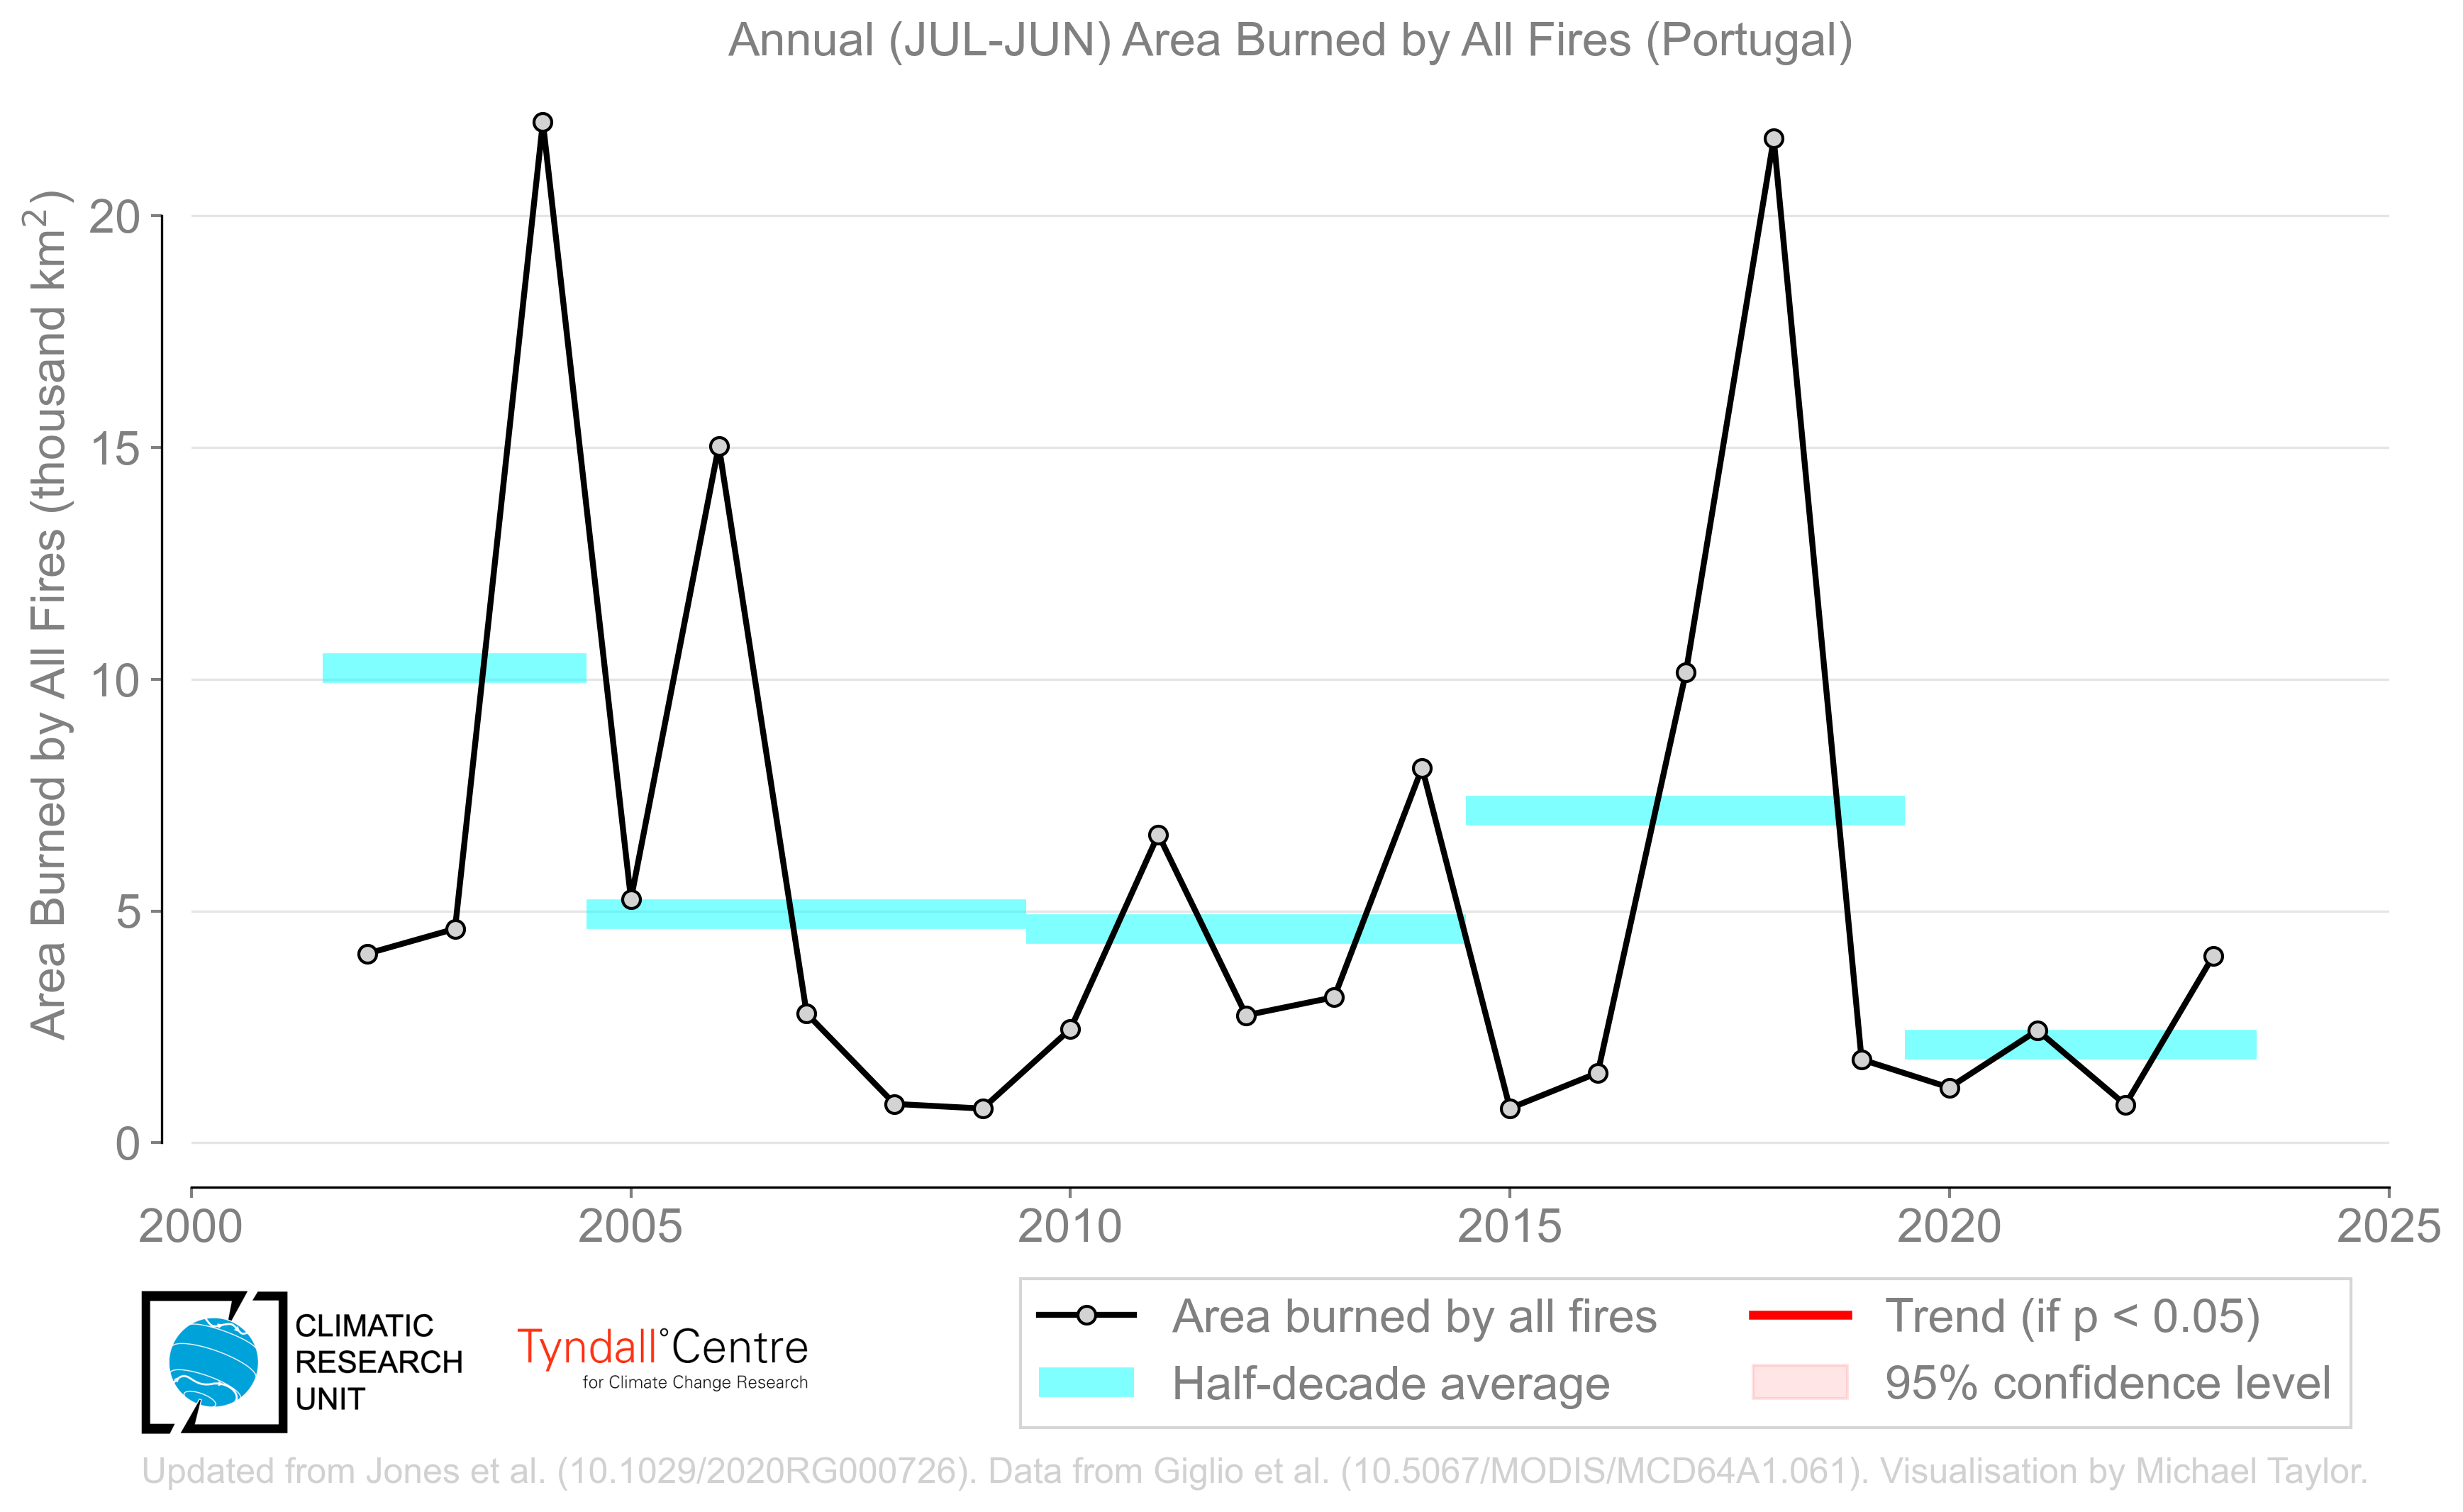 Annual (JUL-JUN) Area Burned by All Fires (Portugal)
Area Burned by All Fires (thousand km²)
20
15
10
5
0
2000 2005 2010 2015 2020 2025
CLIMATIC
RESEARCH
UNIT
Tyndall°Centre
for Climate Change Research
Area burned by all fires
Half-decade average
Trend (if p < 0.05)
95% confidence level
Updated from Jones et al. (10.1029/2020RG000726). Data from Giglio et al. (10.5067/MODIS/MCD64A1.061). Visualisation by Michael Taylor.